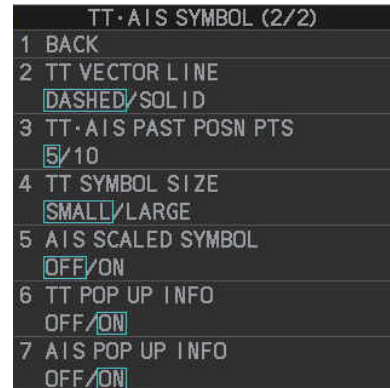 TT·AIS SYMBOL (2/2)
1 BACK
2 TT VECTOR LINE
DASHED/SOLID
3 TT·AIS PAST POSN PTS
5/10
4 TT SYMBOL SIZE
SMALL/LARGE
5 AIS SCALED SYMBOL
OFF/ON
6 TT POP UP INFO
OFF/ON
7 AIS POP UP INFO
OFF/ON